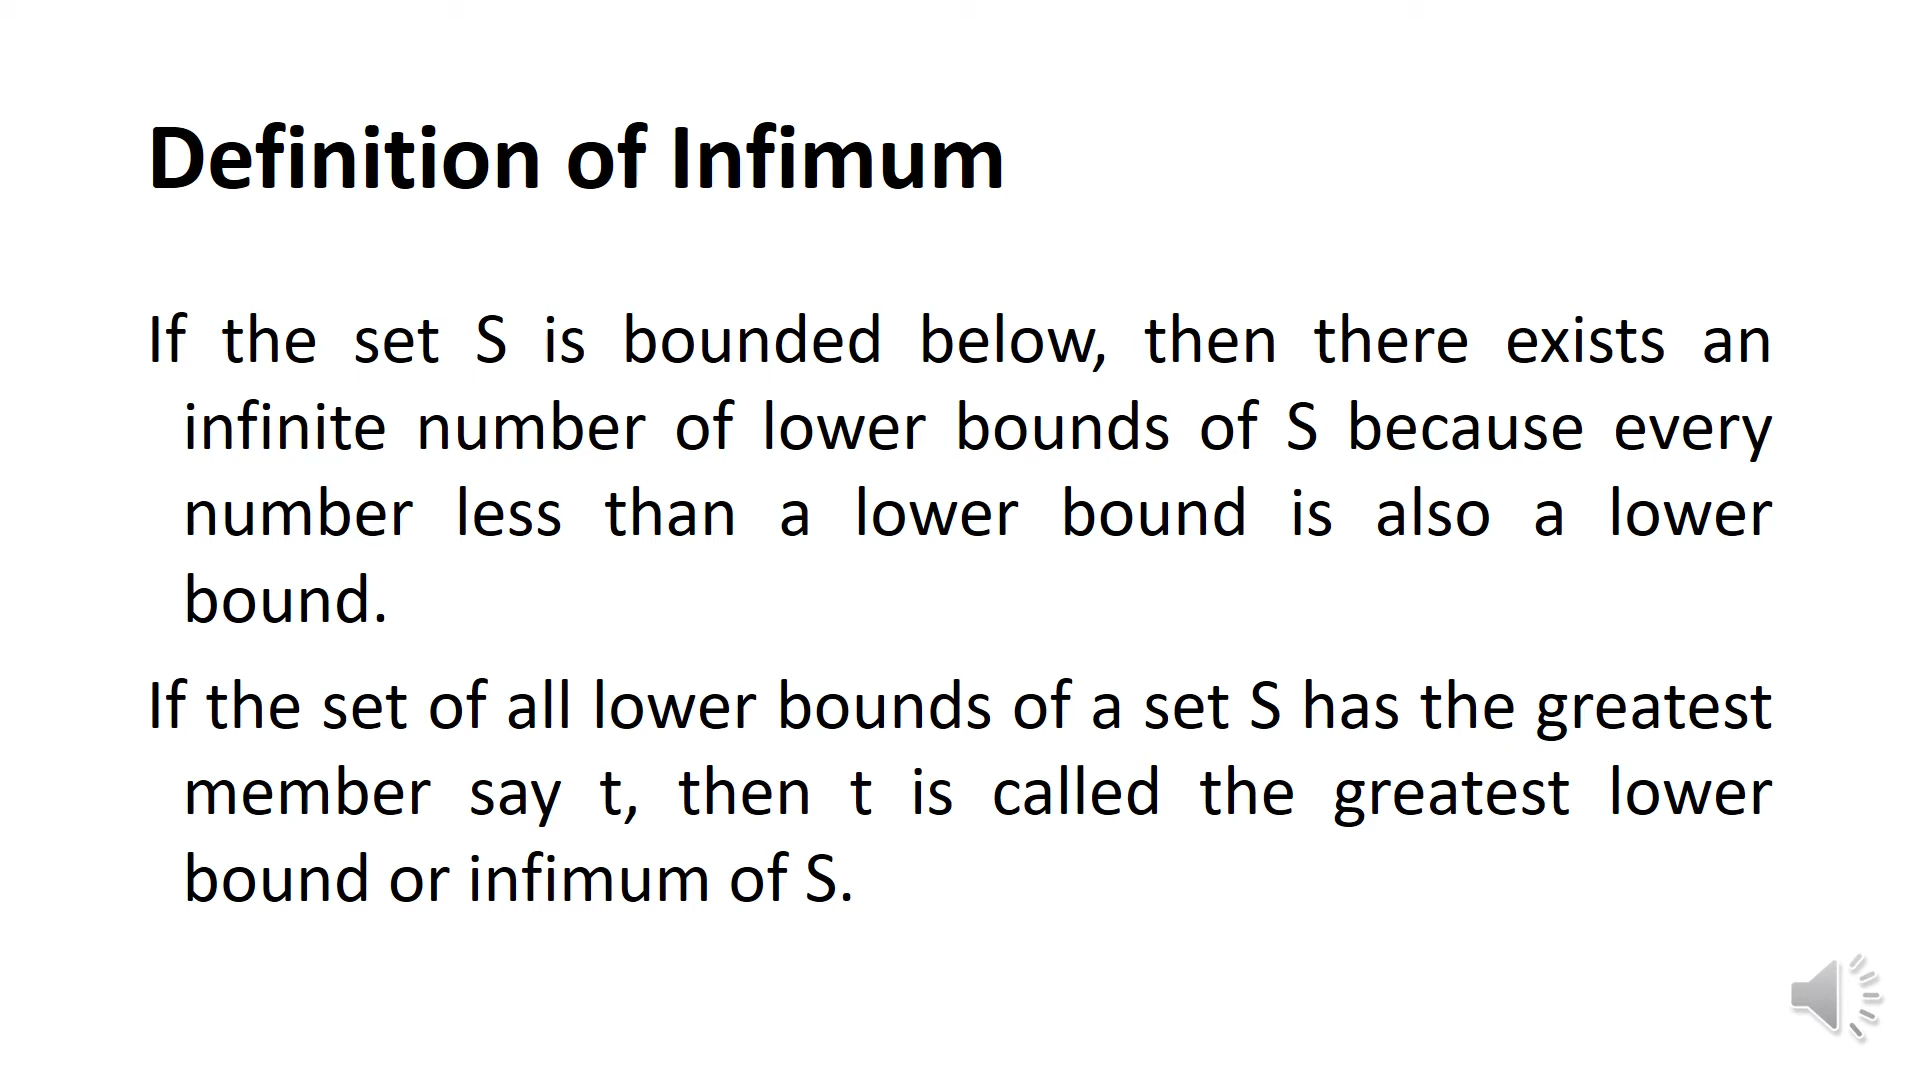 Definition of Infimum
If the set S is bounded below, then there exists an
infinite number of lower bounds of S because every
number less than a lower bound is also a lower
bound.
If the set of all lower bounds of a set S has the greatest
member say t, then t is called the greatest lower
bound or infimum of S.